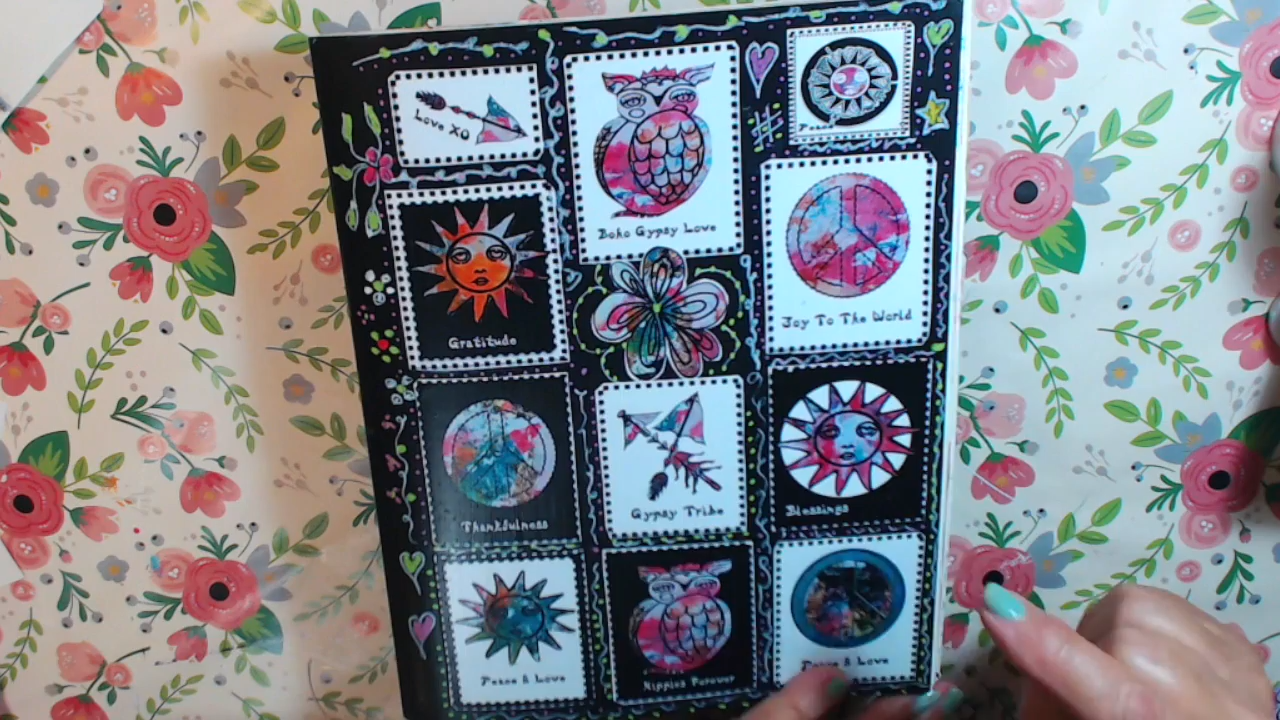 Love XO
Boho Gypsy Love
Peace
Joy To The World
Gratitude
Thankfulness
Gypsy Tribe
Blessings
Peace & Love
Hippies Forever
Peace & Love